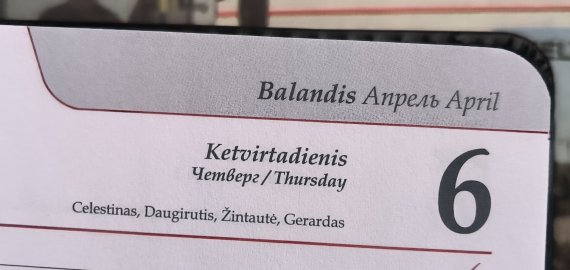 Balandis Апрель April
Ketvirtadienis
Четверг / Thursday
6
Celestinas, Daugirutis, Žintautė, Gerardas